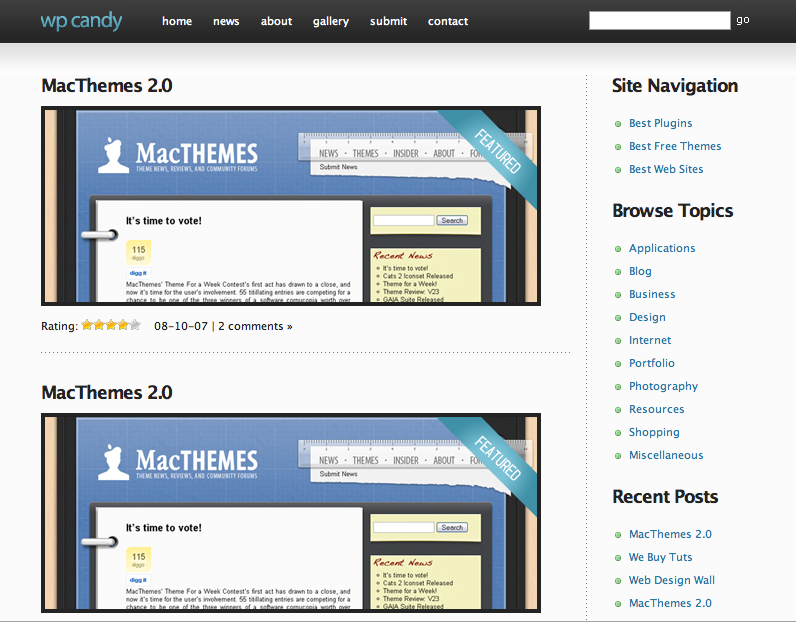 wp candy
home news about gallery submit contact
go
MacThemes 2.0
MacTHEMES
THEME NEWS, REVIEWS, AND COMMUNITY FORUMS
FEATURED
NEWS • THEMES • INSIDER • ABOUT • FO
Submit News
It's time to vote!
115
diggs
digg it
MacThemes' Theme For a Week Contest's first act has drawn to a close, and
now it's time for the user's involvement. 55 titillating entries are competing for a
chance to be one of the three winners of a software cornucopia worth over
Search
Recent News
It's time to vote!
Cats 2 Iconset Released
Theme for a Week!
Theme Review: V23
GAIA Suite Released
Rating:
08-10-07 | 2 comments »
MacThemes 2.0
MacTHEMES
THEME NEWS, REVIEWS, AND COMMUNITY FORUMS
FEATURED
NEWS • THEMES • INSIDER • ABOUT • FO
Submit News
It's time to vote!
115
diggs
digg it
MacThemes' Theme For a Week Contest's first act has drawn to a close, and
now it's time for the user's involvement. 55 titillating entries are competing for a
chance to be one of the three winners of a software cornucopia worth over
Search
Recent News
It's time to vote!
Cats 2 Iconset Released
Theme for a Week!
Theme Review: V23
GAIA Suite Released
Site Navigation
Best Plugins
Best Free Themes
Best Web Sites
Browse Topics
Applications
Blog
Business
Design
Internet
Portfolio
Photography
Resources
Shopping
Miscellaneous
Recent Posts
MacThemes 2.0
We Buy Tuts
Web Design Wall
MacThemes 2.0